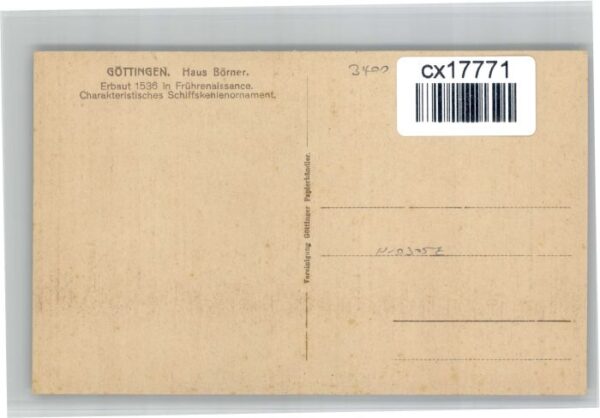 GÖTTINGEN. Haus Börner.
Erbaut 1536 in Frührenaissance.
Charakteristisches Schiffskehlenornament.
3400
cx17771
Vereinigung Göttinger Papierhändler.